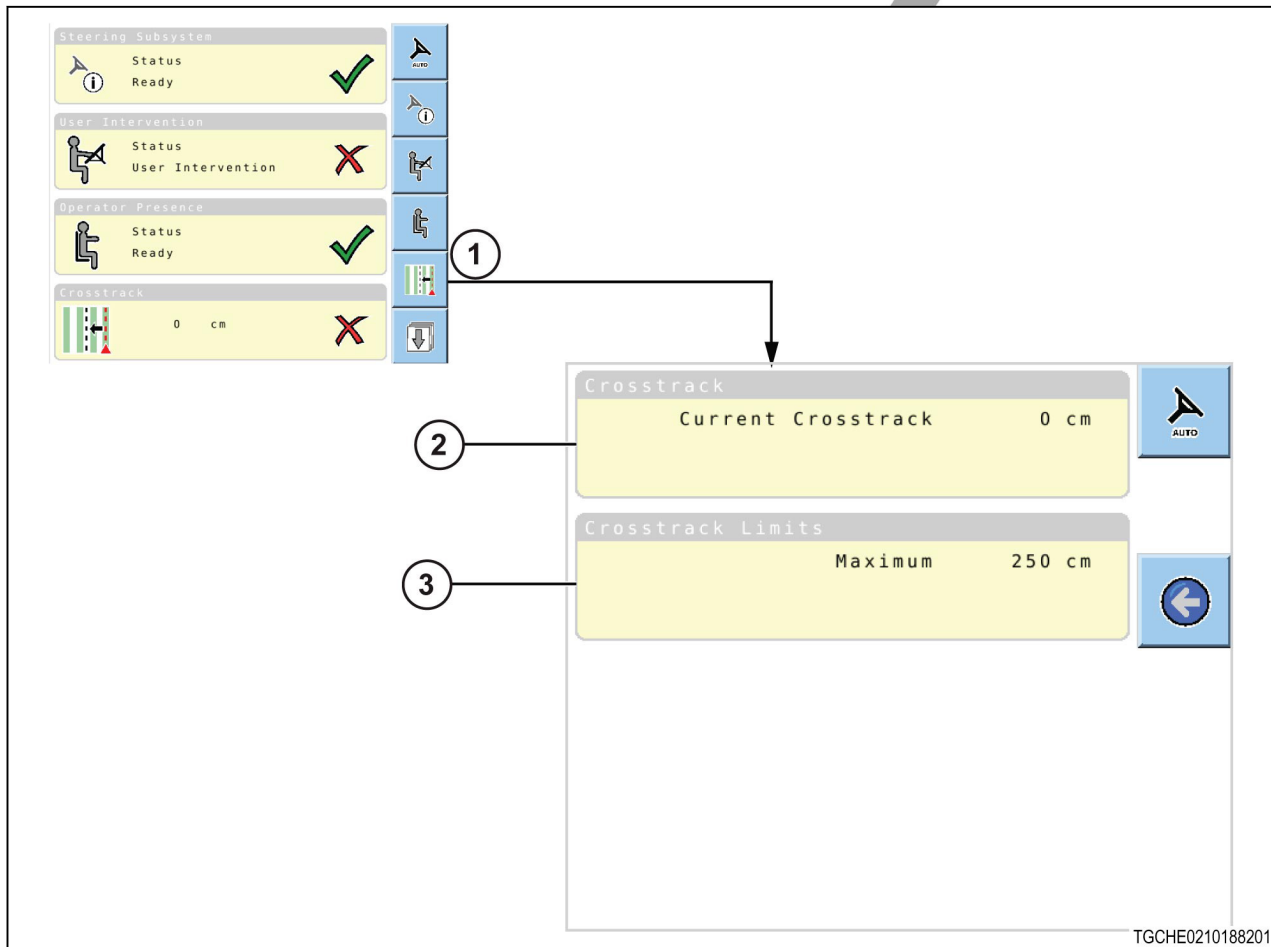 Steering Subsystem
Status
Ready
AUTO
User Intervention
Status
User Intervention
Operator Presence
Status
Ready
1
Crosstrack
0 cm
Crosstrack
Current Crosstrack 0 cm
AUTO
2
Crosstrack Limits
Maximum 250 cm
3
TGCHE0210188201